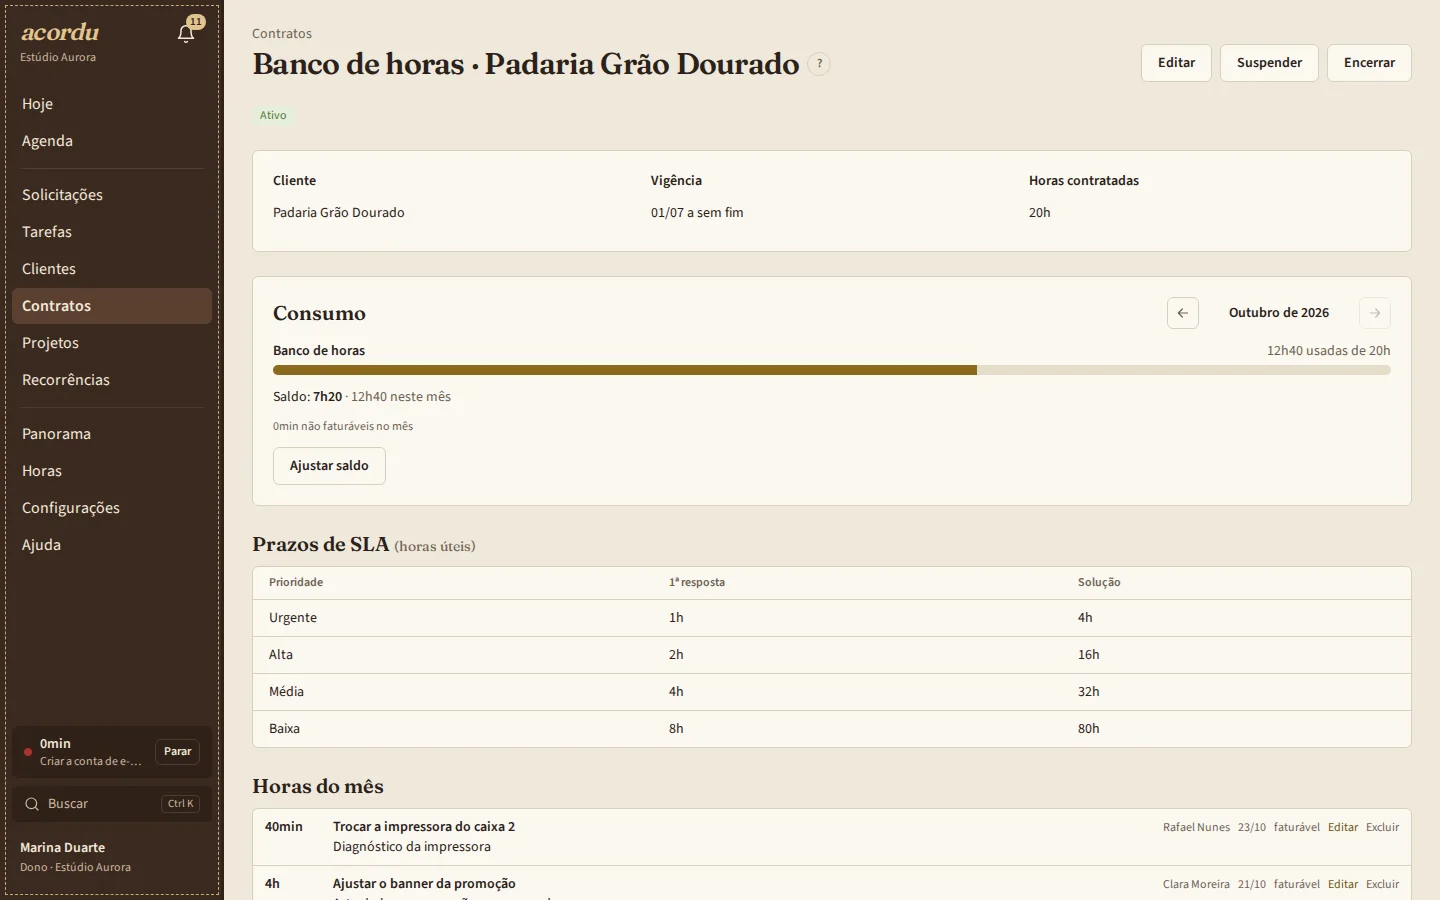 acordu
11
Estúdio Aurora
Hoje
Agenda
Solicitações
Tarefas
Clientes
Contratos
Projetos
Recorrências
Panorama
Horas
Configurações
Ajuda
0min
Criar a conta de e-...
Parar
Buscar
Ctrl K
Marina Duarte
Dono · Estúdio Aurora
Contratos
Banco de horas · Padaria Grão Dourado ?
Editar
Suspender
Encerrar
Ativo
Cliente
Padaria Grão Dourado
Vigência
01/07 a sem fim
Horas contratadas
20h
Consumo
Outubro de 2026
Banco de horas
12h40 usadas de 20h
Saldo: 7h20 · 12h40 neste mês
0min não faturáveis no mês
Ajustar saldo
Prazos de SLA (horas úteis)
Prioridade 1ª resposta Solução
Urgente 1h 4h
Alta 2h 16h
Média 4h 32h
Baixa 8h 80h
Horas do mês
40min Trocar a impressora do caixa 2 Rafael Nunes 23/10 faturável Editar Excluir
Diagnóstico da impressora
4h Ajustar o banner da promoção Clara Moreira 21/10 faturável Editar Excluir